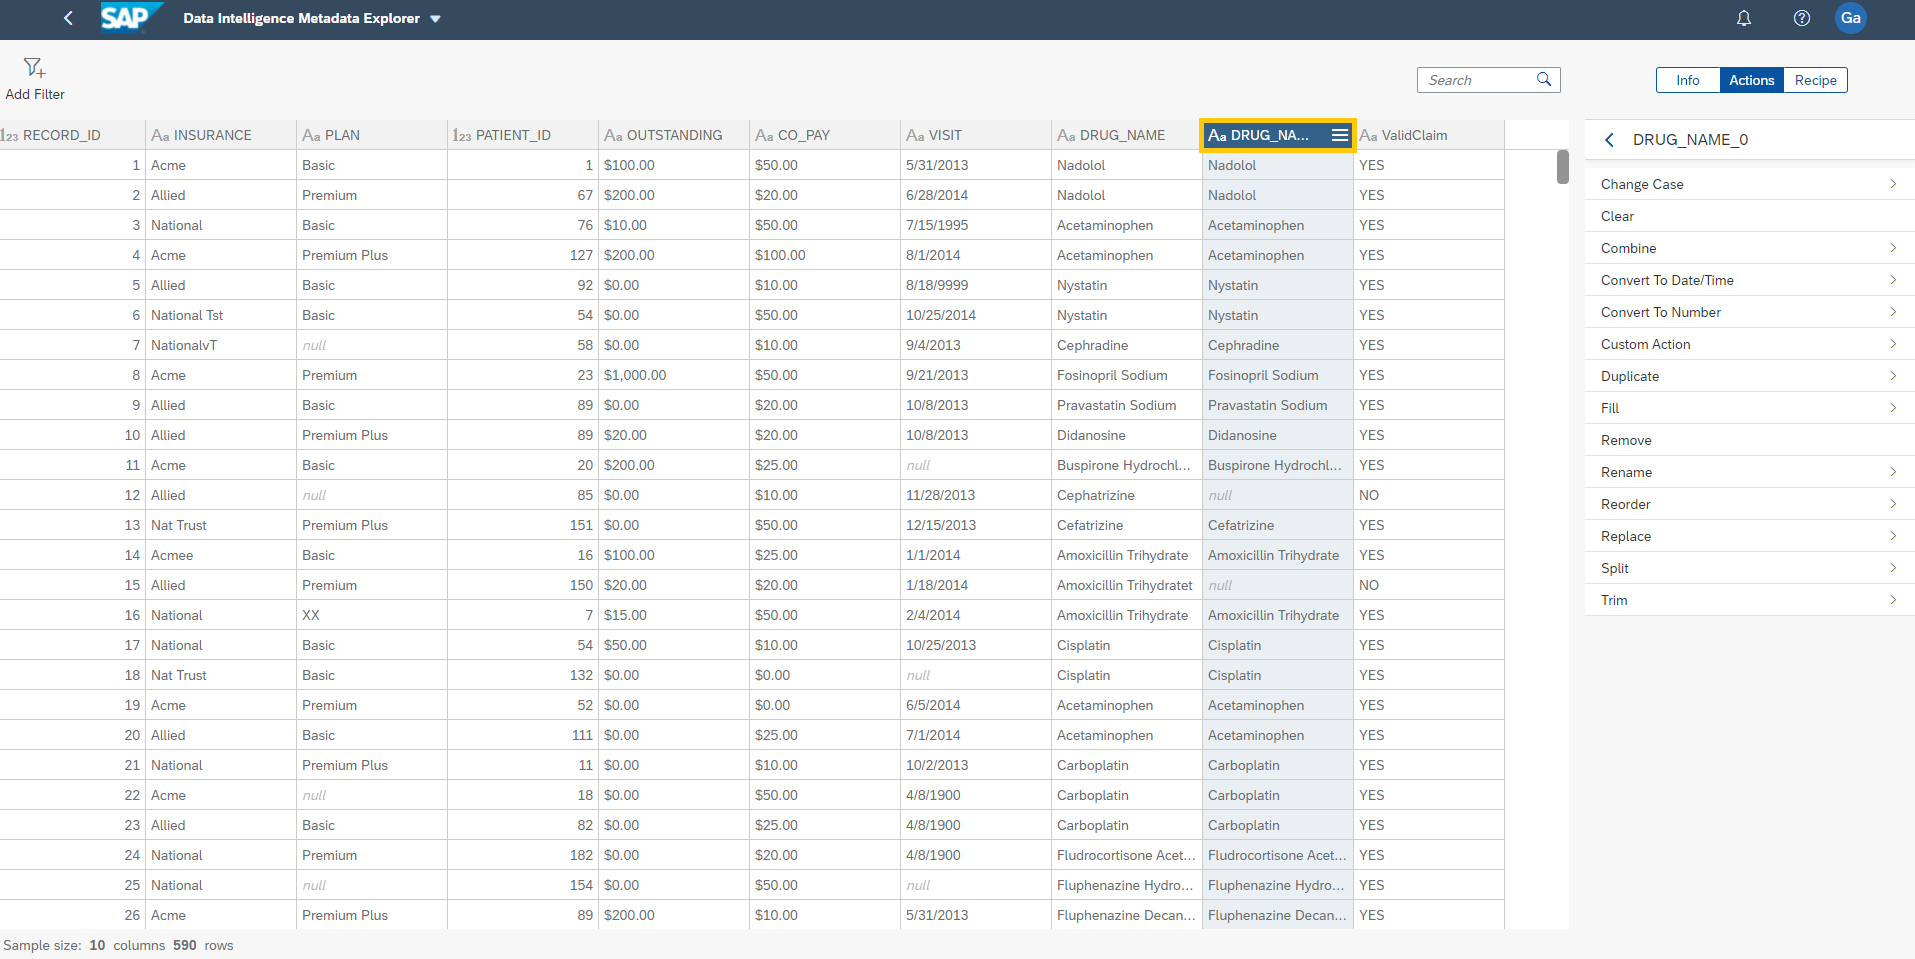 SAP Data Intelligence Metadata Explorer Ga
Add Filter Search Info Actions Recipe
123 RECORD_ID Aa INSURANCE Aa PLAN 123 PATIENT_ID Aa OUTSTANDING Aa CO_PAY Aa VISIT Aa DRUG_NAME Aa DRUG_NA... Aa ValidClaim
1 Acme Basic 1 $100.00 $50.00 5/31/2013 Nadolol Nadolol YES
2 Allied Premium 67 $200.00 $20.00 6/28/2014 Nadolol Nadolol YES
3 National Basic 76 $10.00 $50.00 7/15/1995 Acetaminophen Acetaminophen YES
4 Acme Premium Plus 127 $200.00 $100.00 8/1/2014 Acetaminophen Acetaminophen YES
5 Allied Basic 92 $0.00 $10.00 8/18/9999 Nystatin Nystatin YES
6 National Tst Basic 54 $0.00 $50.00 10/25/2014 Nystatin Nystatin YES
7 NationalvT null 58 $0.00 $10.00 9/4/2013 Cephradine Cephradine YES
8 Acme Premium 23 $1,000.00 $50.00 9/21/2013 Fosinopril Sodium Fosinopril Sodium YES
9 Allied Basic 89 $0.00 $20.00 10/8/2013 Pravastatin Sodium Pravastatin Sodium YES
10 Allied Premium Plus 89 $20.00 $20.00 10/8/2013 Didanosine Didanosine YES
11 Acme Basic 20 $200.00 $25.00 null Buspirone Hydrochl... Buspirone Hydrochl... YES
12 Allied null 85 $0.00 $10.00 11/28/2013 Cephatrizine null NO
13 Nat Trust Premium Plus 151 $0.00 $50.00 12/15/2013 Cefatrizine Cefatrizine YES
14 Acmee Basic 16 $100.00 $25.00 1/1/2014 Amoxicillin Trihydrate Amoxicillin Trihydrate YES
15 Allied Premium 150 $20.00 $20.00 1/18/2014 Amoxicillin Trihydratet null NO
16 National XX 7 $15.00 $50.00 2/4/2014 Amoxicillin Trihydrate Amoxicillin Trihydrate YES
17 National Basic 54 $50.00 $10.00 10/25/2013 Cisplatin Cisplatin YES
18 Nat Trust Basic 132 $0.00 $0.00 null Cisplatin Cisplatin YES
19 Acme Premium 52 $0.00 $0.00 6/5/2014 Acetaminophen Acetaminophen YES
20 Allied Basic 111 $0.00 $25.00 7/1/2014 Acetaminophen Acetaminophen YES
21 National Premium Plus 11 $0.00 $10.00 10/2/2013 Carboplatin Carboplatin YES
22 Acme null 18 $0.00 $50.00 4/8/1900 Carboplatin Carboplatin YES
23 Allied Basic 82 $0.00 $25.00 4/8/1900 Carboplatin Carboplatin YES
24 National Premium 182 $0.00 $20.00 4/8/1900 Fludrocortisone Acet... Fludrocortisone Acet... YES
25 National null 154 $0.00 $50.00 null Fluphenazine Hydro... Fluphenazine Hydro... YES
26 Acme Premium Plus 89 $200.00 $10.00 5/31/2013 Fluphenazine Decan... Fluphenazine Decan... YES
Sample size: 10 columns 590 rows
DRUG_NAME_0
Change Case
Clear
Combine
Convert To Date/Time
Convert To Number
Custom Action
Duplicate
Fill
Remove
Rename
Reorder
Replace
Split
Trim